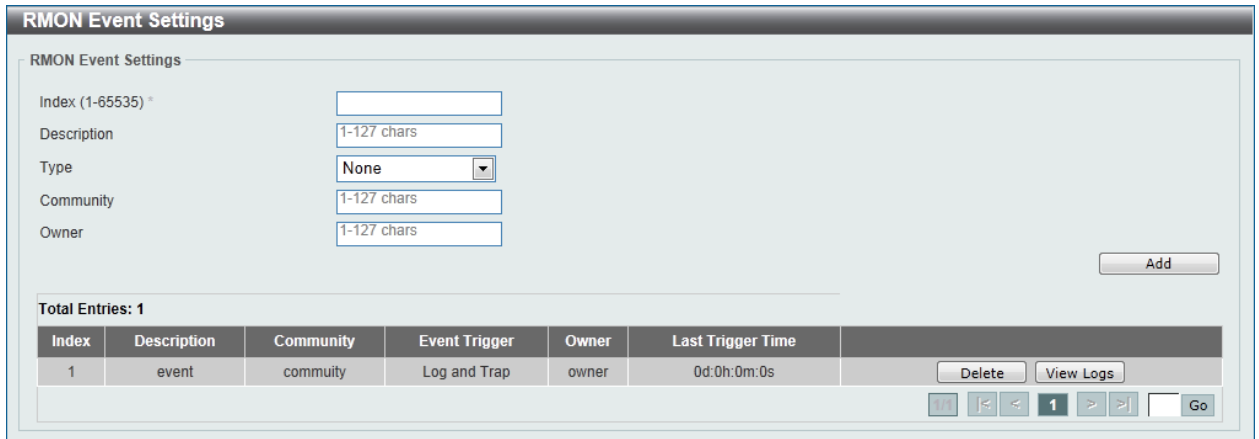 RMON Event Settings
RMON Event Settings
Index (1-65535) *
Description 1-127 chars
Type None
Community 1-127 chars
Owner 1-127 chars
Add
Total Entries: 1
Index Description Community Event Trigger Owner Last Trigger Time
1 event commuity Log and Trap owner 0d:0h:0m:0s Delete View Logs
1/1 |< < 1 > >| Go